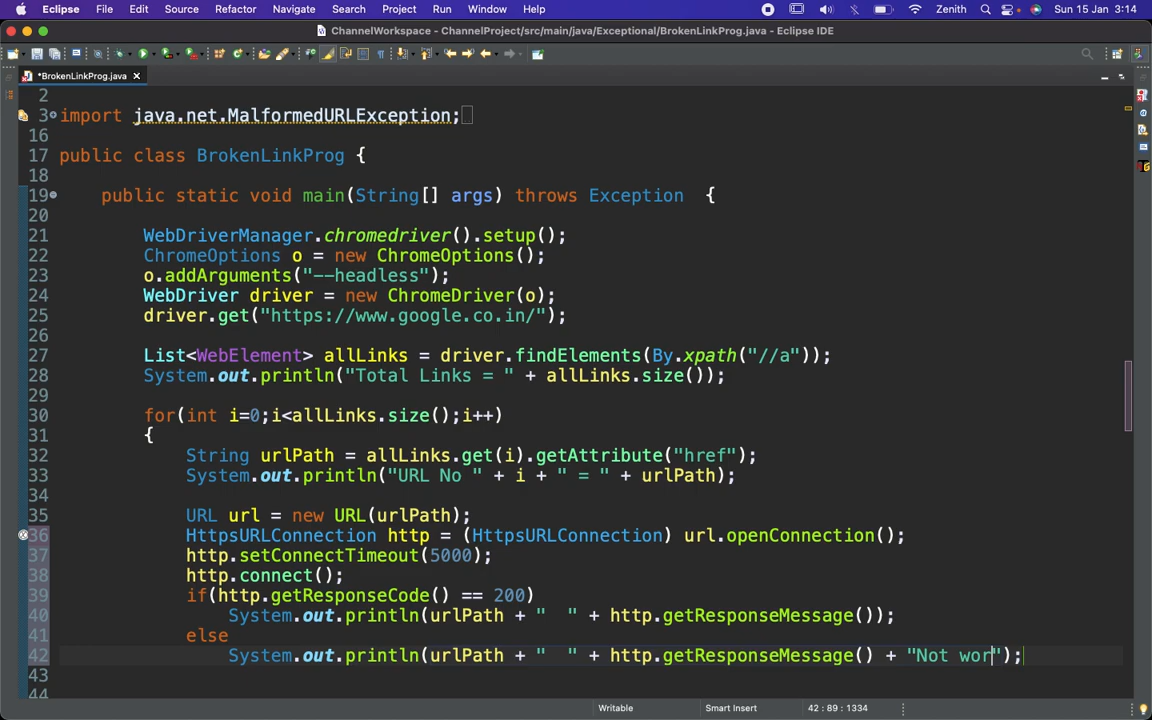 Eclipse File Edit Source Refactor Navigate Search Project Run Window Help Zenith Sun 15 Jan 3:14
ChannelWorkspace - ChannelProject/src/main/java/Exceptional/BrokenLinkProg.java - Eclipse IDE
*BrokenLinkProg.java
2
3 import java.net.MalformedURLException;
16
17 public class BrokenLinkProg {
18
19 public static void main(String[] args) throws Exception {
20
21 WebDriverManager.chromedriver().setup();
22 ChromeOptions o = new ChromeOptions();
23 o.addArguments("--headless");
24 WebDriver driver = new ChromeDriver(o);
25 driver.get("https://www.google.co.in/");
26
27 List<WebElement> allLinks = driver.findElements(By.xpath("//a"));
28 System.out.println("Total Links = " + allLinks.size());
29
30 for(int i=0;i<allLinks.size();i++)
31 {
32 String urlPath = allLinks.get(i).getAttribute("href");
33 System.out.println("URL No " + i + " = " + urlPath);
34
35 URL url = new URL(urlPath);
36 HttpsURLConnection http = (HttpsURLConnection) url.openConnection();
37 http.setConnectTimeout(5000);
38 http.connect();
39 if(http.getResponseCode() == 200)
40 System.out.println(urlPath + "  " + http.getResponseMessage());
41 else
42 System.out.println(urlPath + "  " + http.getResponseMessage() + "Not wor");
43
44
Writable Smart Insert 42 : 89 : 1334